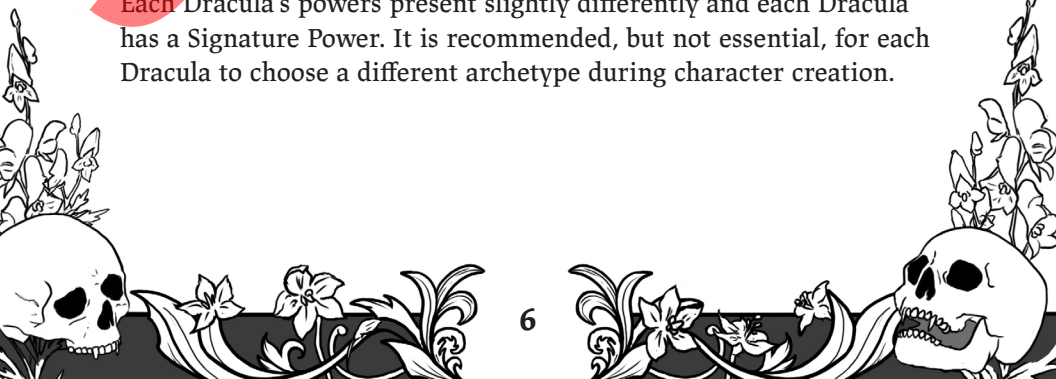 Each Dracula's powers present slightly differently and each Dracula
has a Signature Power. It is recommended, but not essential, for each
Dracula to choose a different archetype during character creation.
6